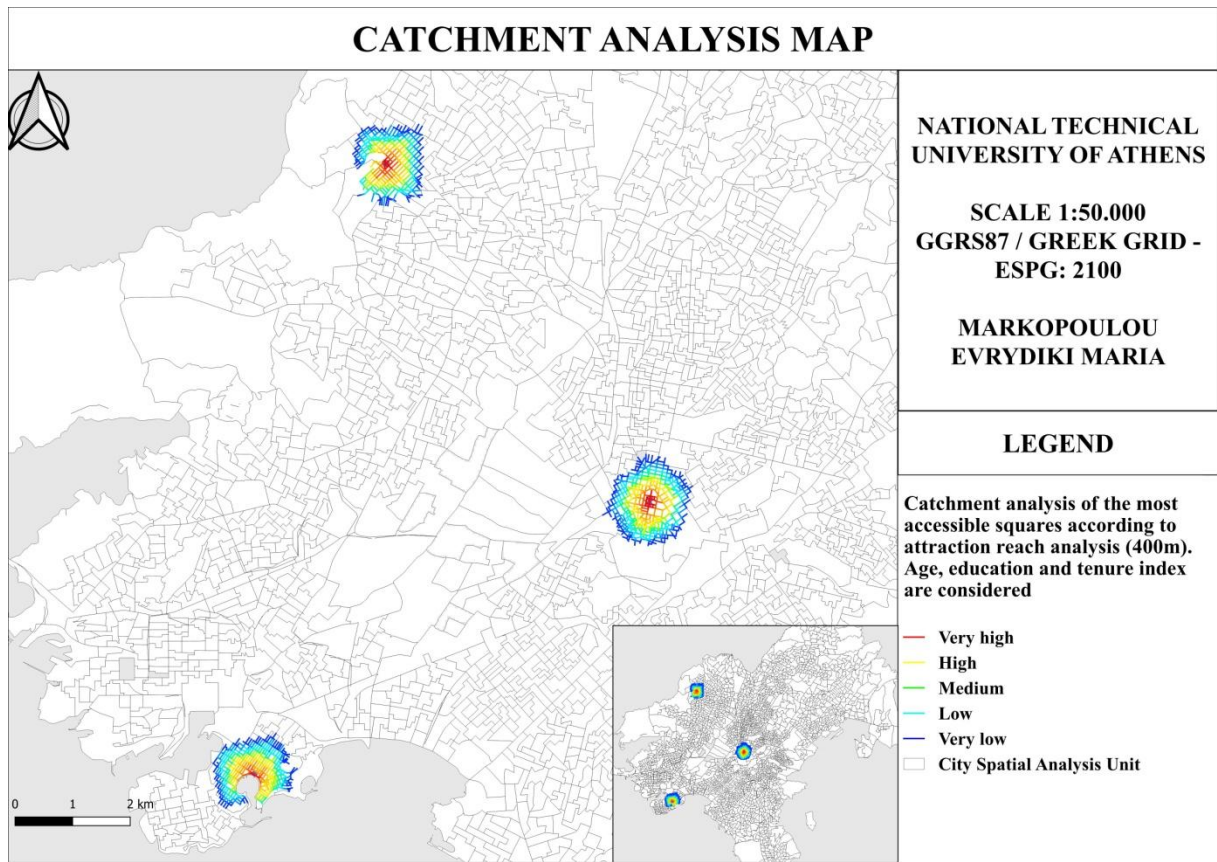 CATCHMENT ANALYSIS MAP
NATIONAL TECHNICAL
UNIVERSITY OF ATHENS
SCALE 1:50.000
GGRS87 / GREEK GRID -
ESPG: 2100
MARKOPOULOU
EVRYDIKI MARIA
LEGEND
Catchment analysis of the most
accessible squares according to
attraction reach analysis (400m).
Age, education and tenure index
are considered
Very high
High
Medium
Low
Very low
City Spatial Analysis Unit
0 1 2 km